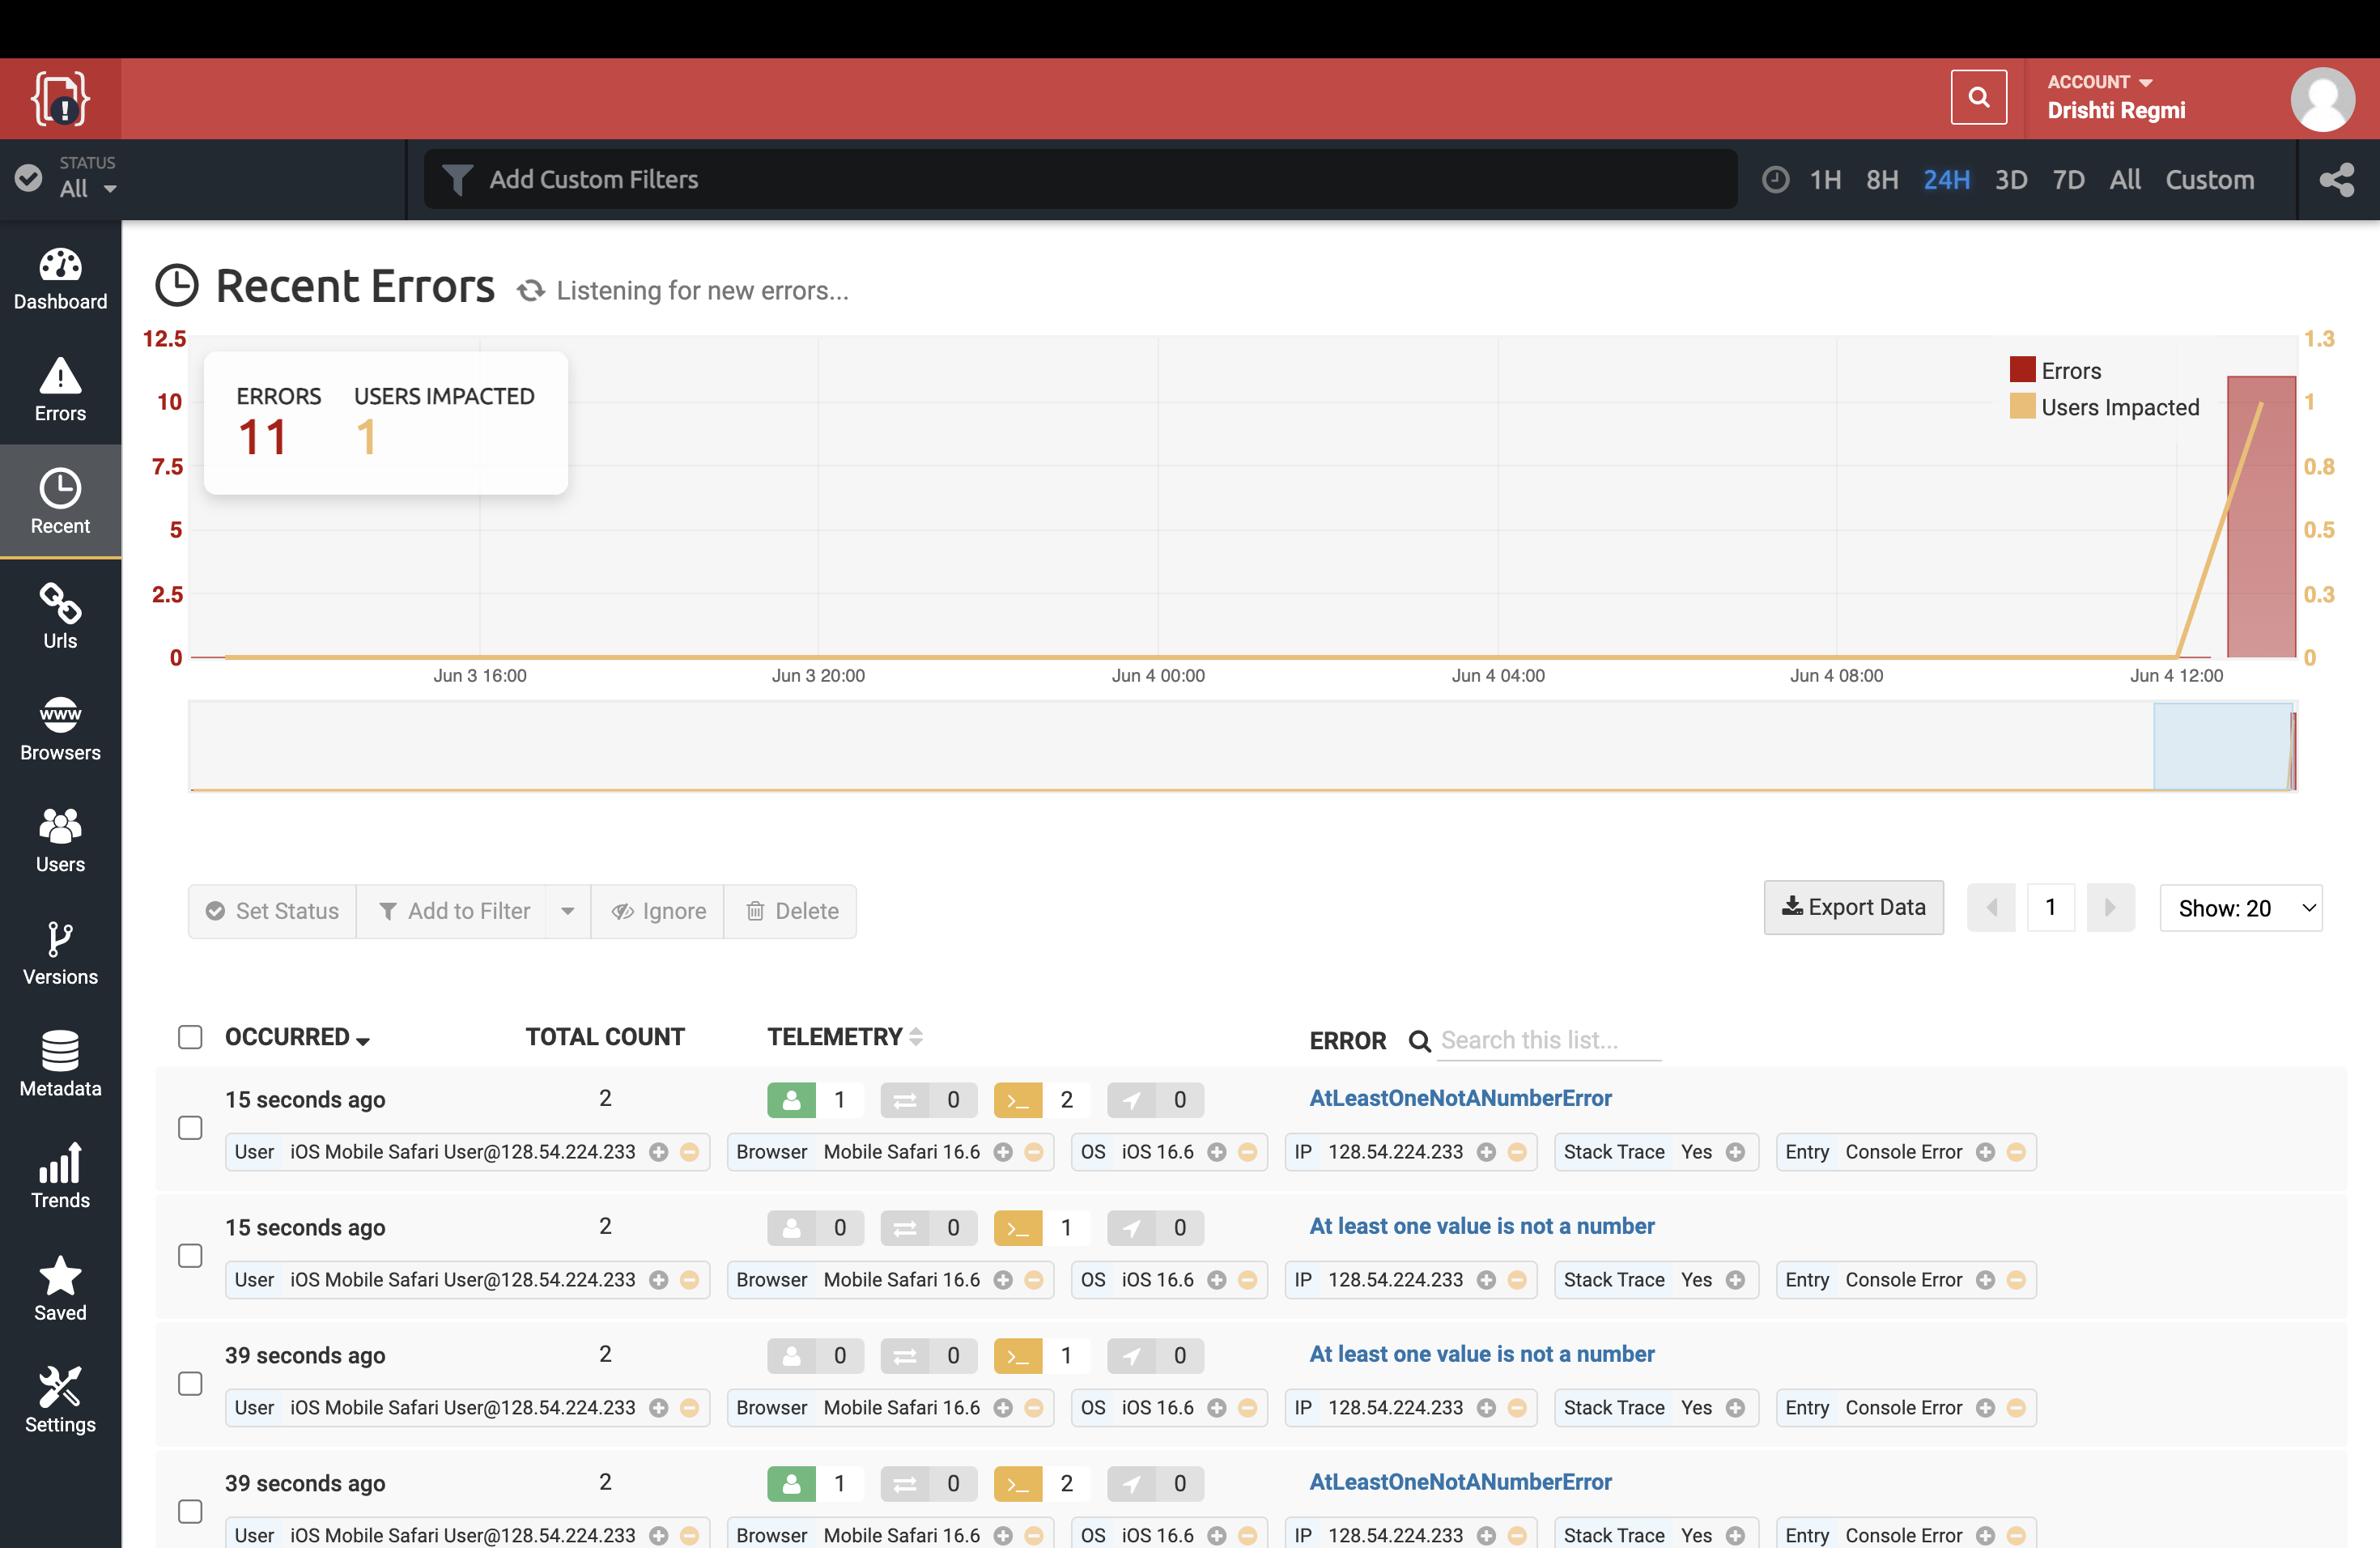 ACCOUNT
Drishti Regmi
STATUS
All
Add Custom Filters
1H 8H 24H 3D 7D All Custom
Dashboard
Errors
Recent
Urls
www
Browsers
Users
Versions
Metadata
Trends
Saved
Settings
Recent Errors Listening for new errors...
12.5
10
7.5
5
2.5
0
ERRORS USERS IMPACTED
11 1
Errors
Users Impacted
1.3
1
0.8
0.5
0.3
0
Jun 3 16:00 Jun 3 20:00 Jun 4 00:00 Jun 4 04:00 Jun 4 08:00 Jun 4 12:00
Set Status Add to Filter Ignore Delete
Export Data 1 Show: 20
OCCURRED TOTAL COUNT TELEMETRY ERROR Search this list...
15 seconds ago 2 1 0 >_ 2 0 AtLeastOneNotANumberError
User iOS Mobile Safari User@128.54.224.233 Browser Mobile Safari 16.6 OS iOS 16.6 IP 128.54.224.233 Stack Trace Yes Entry Console Error
15 seconds ago 2 0 0 >_ 1 0 At least one value is not a number
User iOS Mobile Safari User@128.54.224.233 Browser Mobile Safari 16.6 OS iOS 16.6 IP 128.54.224.233 Stack Trace Yes Entry Console Error
39 seconds ago 2 0 0 >_ 1 0 At least one value is not a number
User iOS Mobile Safari User@128.54.224.233 Browser Mobile Safari 16.6 OS iOS 16.6 IP 128.54.224.233 Stack Trace Yes Entry Console Error
39 seconds ago 2 1 0 >_ 2 0 AtLeastOneNotANumberError
User iOS Mobile Safari User@128.54.224.233 Browser Mobile Safari 16.6 OS iOS 16.6 IP 128.54.224.233 Stack Trace Yes Entry Console Error